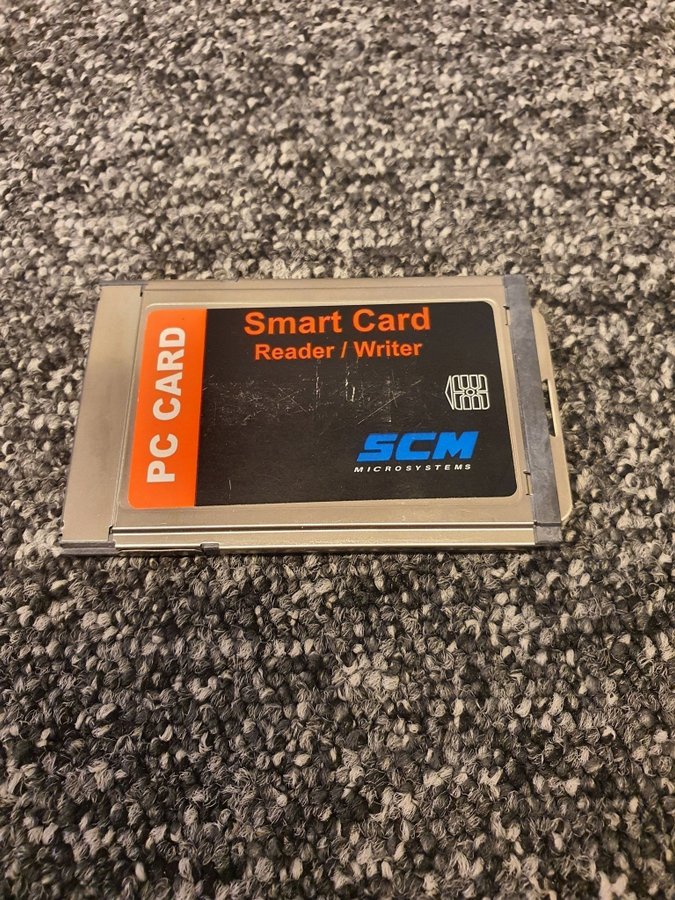 PC CARD
Smart Card
Reader / Writer
SCM
MICROSYSTEMS